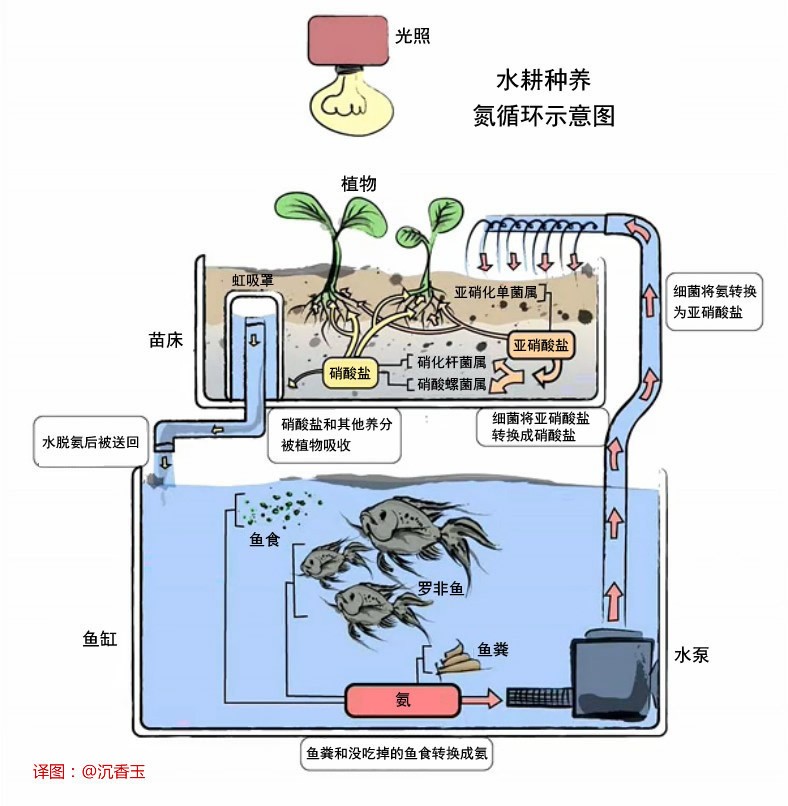 光照
水耕种养
氮循环示意图
植物
虹吸罩
亚硝化单菌属
细菌将氨转换
为亚硝酸盐
苗床
亚硝酸盐
硝酸盐
硝化杆菌属
硝酸螺菌属
水脱氨后被送回
硝酸盐和其他养分
被植物吸收
细菌将亚硝酸盐
转换成硝酸盐
鱼食
罗非鱼
鱼缸
鱼粪
水泵
氨
鱼粪和没吃掉的鱼食转换成氨
译图：@沉香玉